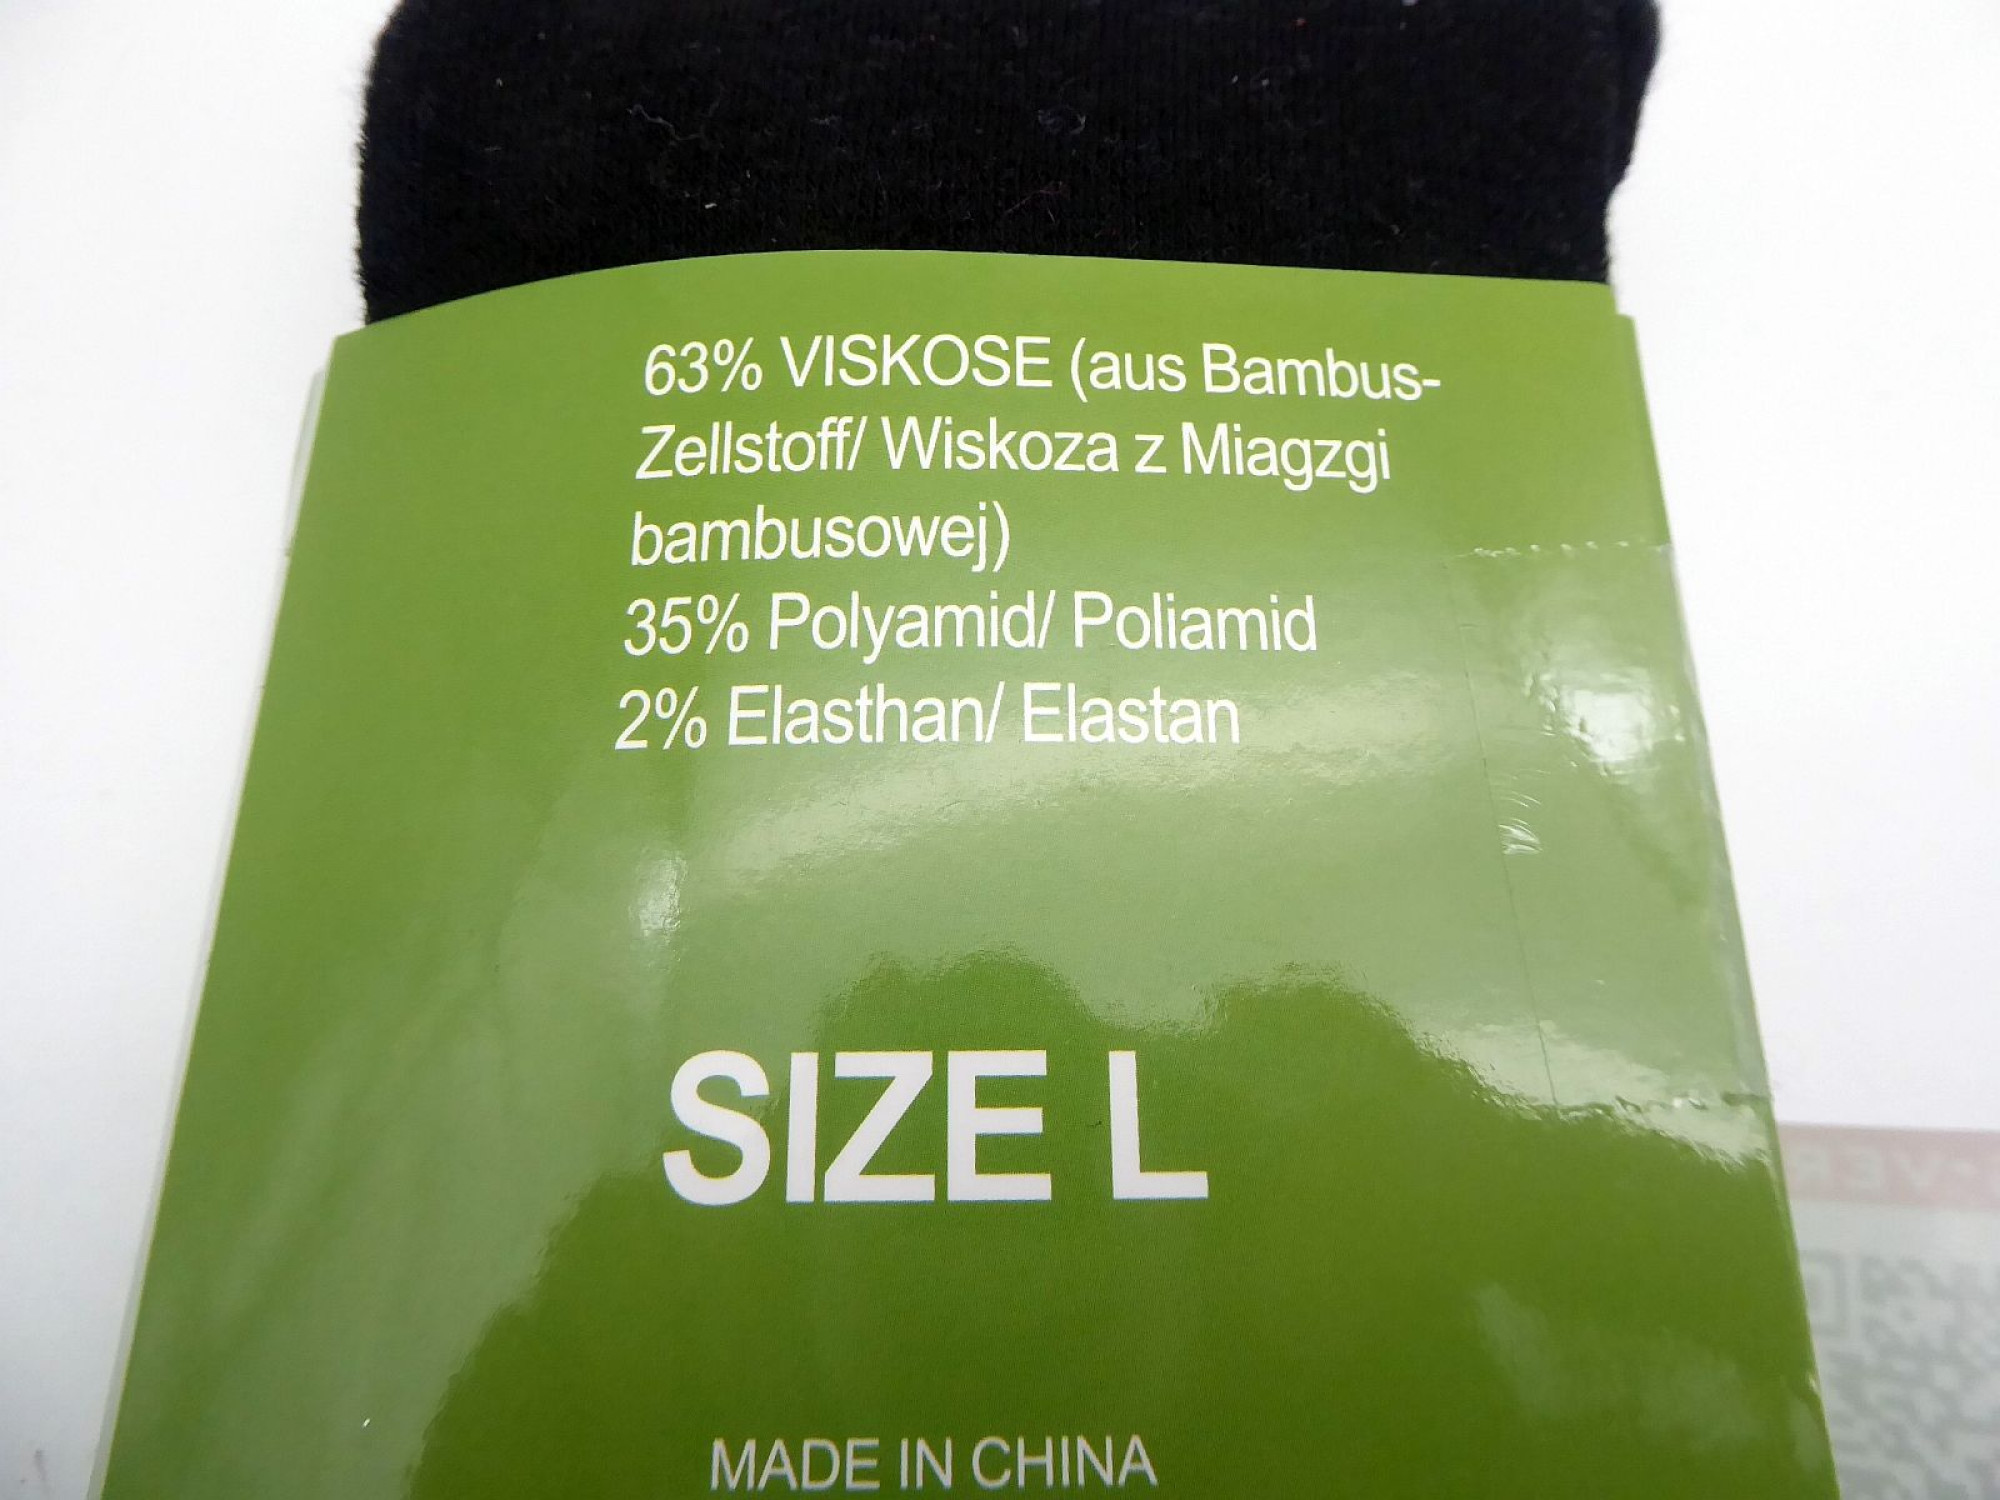 63% VISKOSE (aus Bambus-
Zellstoff/ Wiskoza z Miagzgi
bambusowej)
35% Polyamid/ Poliamid
2% Elasthan/ Elastan
SIZE L
MADE IN CHINA